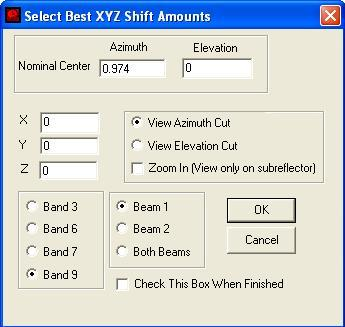 Select Best XYZ Shift Amounts
Azimuth Elevation
Nominal Center 0.974 0
X 0
Y 0
Z 0
View Azimuth Cut
View Elevation Cut
Zoom In (View only on subreflector)
Band 3
Band 6
Band 7
Band 9
Beam 1
Beam 2
Both Beams
OK
Cancel
Check This Box When Finished